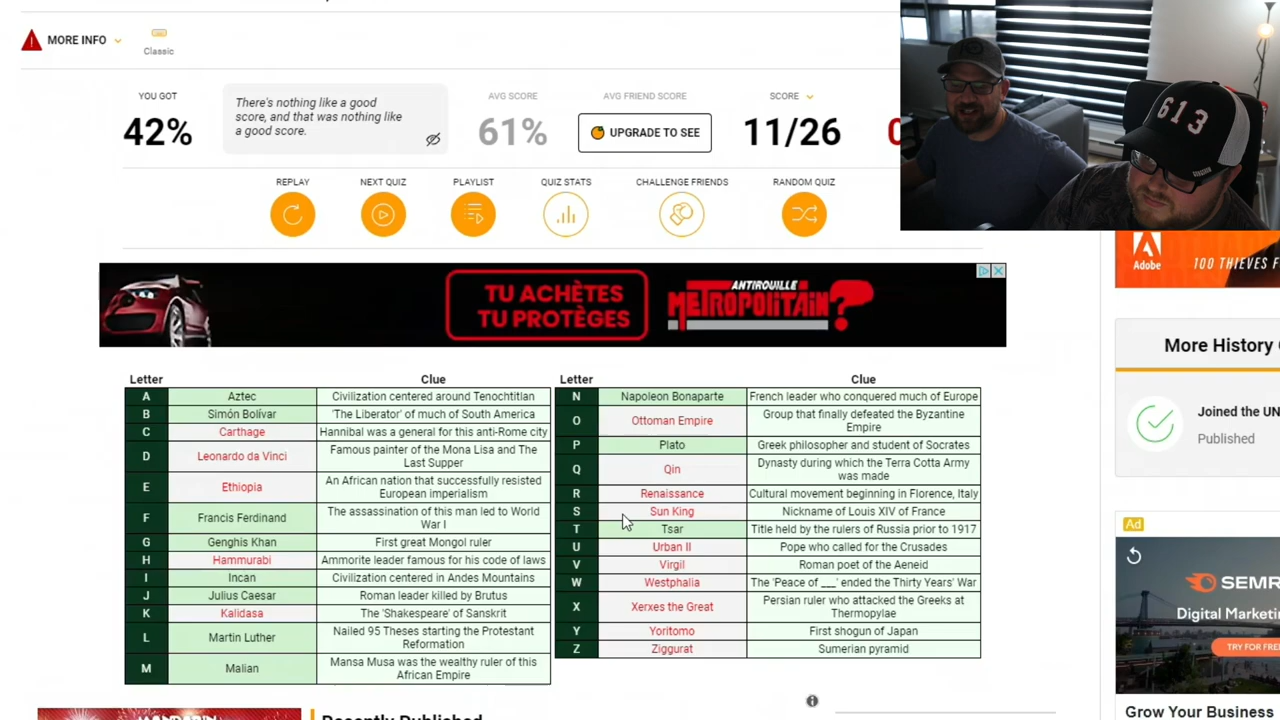 MORE INFO
Classic
YOU GOT
42%
There's nothing like a good
score, and that was nothing like
a good score.
AVG SCORE
61%
AVG FRIEND SCORE
UPGRADE TO SEE
SCORE
11/26
613
REPLAY
NEXT QUIZ
PLAYLIST
QUIZ STATS
CHALLENGE FRIENDS
RANDOM QUIZ
TU ACHÈTES
TU PROTÈGES
ANTIROUILLE
METROPOLITAIN?
Adobe
100 THIEVES
More History
Joined the UN
Published
Letter Clue
A Aztec Civilization centered around Tenochtitlan
B Simón Bolívar 'The Liberator' of much of South America
C Carthage Hannibal was a general for this anti-Rome city
D Leonardo da Vinci Famous painter of the Mona Lisa and The
Last Supper
E Ethiopia An African nation that successfully resisted
European imperialism
F Francis Ferdinand The assassination of this man led to World
War I
G Genghis Khan First great Mongol ruler
H Hammurabi Ammorite leader famous for his code of laws
I Incan Civilization centered in Andes Mountains
J Julius Caesar Roman leader killed by Brutus
K Kalidasa The 'Shakespeare' of Sanskrit
L Martin Luther Nailed 95 Theses starting the Protestant
Reformation
M Malian Mansa Musa was the wealthy ruler of this
African Empire
Letter Clue
N Napoleon Bonaparte French leader who conquered much of Europe
O Ottoman Empire Group that finally defeated the Byzantine
Empire
P Plato Greek philosopher and student of Socrates
Q Qin Dynasty during which the Terra Cotta Army
was made
R Renaissance Cultural movement beginning in Florence, Italy
S Sun King Nickname of Louis XIV of France
T Tsar Title held by the rulers of Russia prior to 1917
U Urban II Pope who called for the Crusades
V Virgil Roman poet of the Aeneid
W Westphalia The 'Peace of ___' ended the Thirty Years' War
X Xerxes the Great Persian ruler who attacked the Greeks at
Thermopylae
Y Yoritomo First shogun of Japan
Z Ziggurat Sumerian pyramid
Ad
SEMR
Digital Marketi
TRY FOR FREE
Grow Your Business
Recently Published